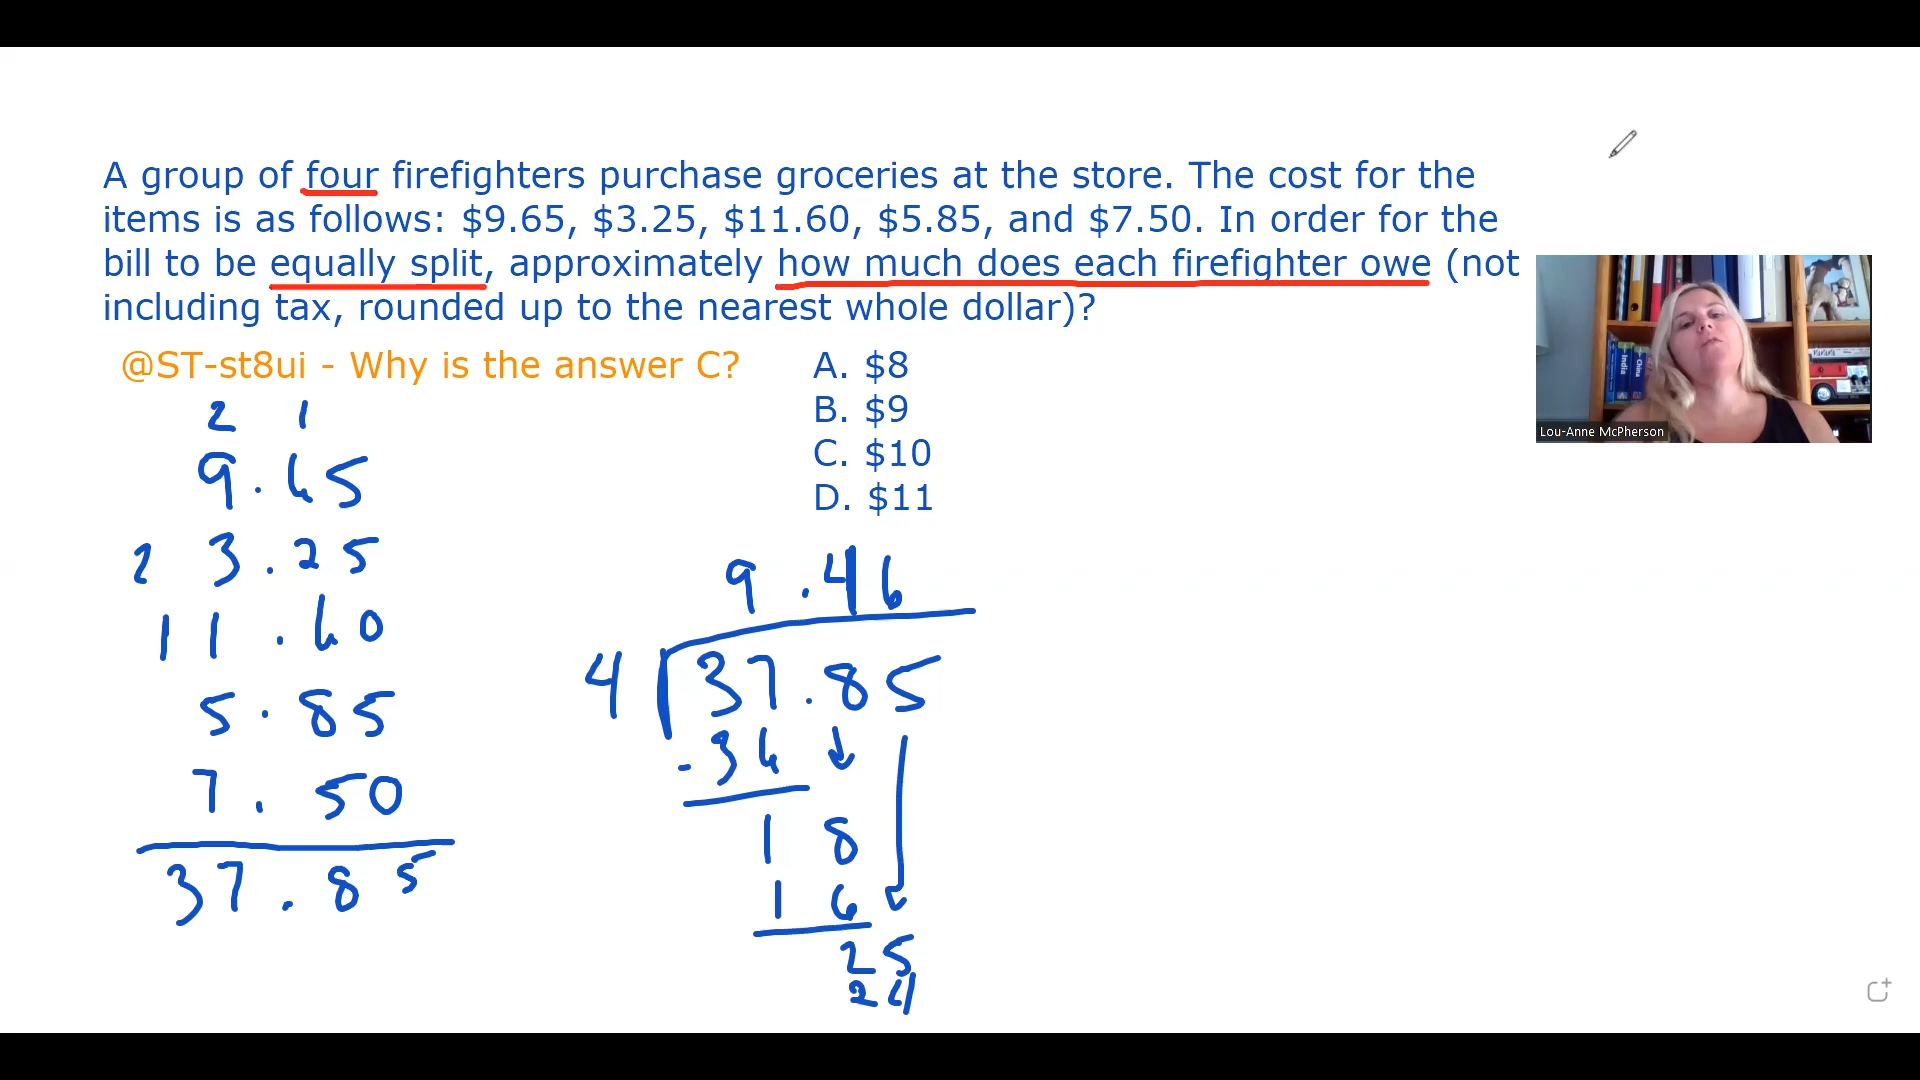 A group of four firefighters purchase groceries at the store. The cost for the
items is as follows: $9.65, $3.25, $11.60, $5.85, and $7.50. In order for the
bill to be equally split, approximately how much does each firefighter owe (not
including tax, rounded up to the nearest whole dollar)?
@ST-st8ui - Why is the answer C?
A. $8
B. $9
C. $10
D. $11
2 1
9.65
2 3.25
11.60
5.85
7.50
37.85
9.46
4 37.85
-36
18
16
25
24
India
China
Lou-Anne McPherson